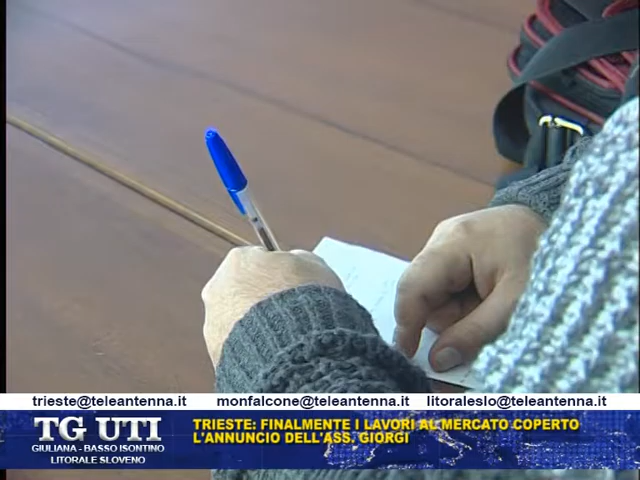 trieste@teleantenna.it monfalcone@teleantenna.it litoraleslo@teleantenna.it
TG UTI
GIULIANA - BASSO ISONTINO
LITORALE SLOVENO
TRIESTE: FINALMENTE I LAVORI AL MERCATO COPERTO
L'ANNUNCIO DELL'ASS. GIORGI